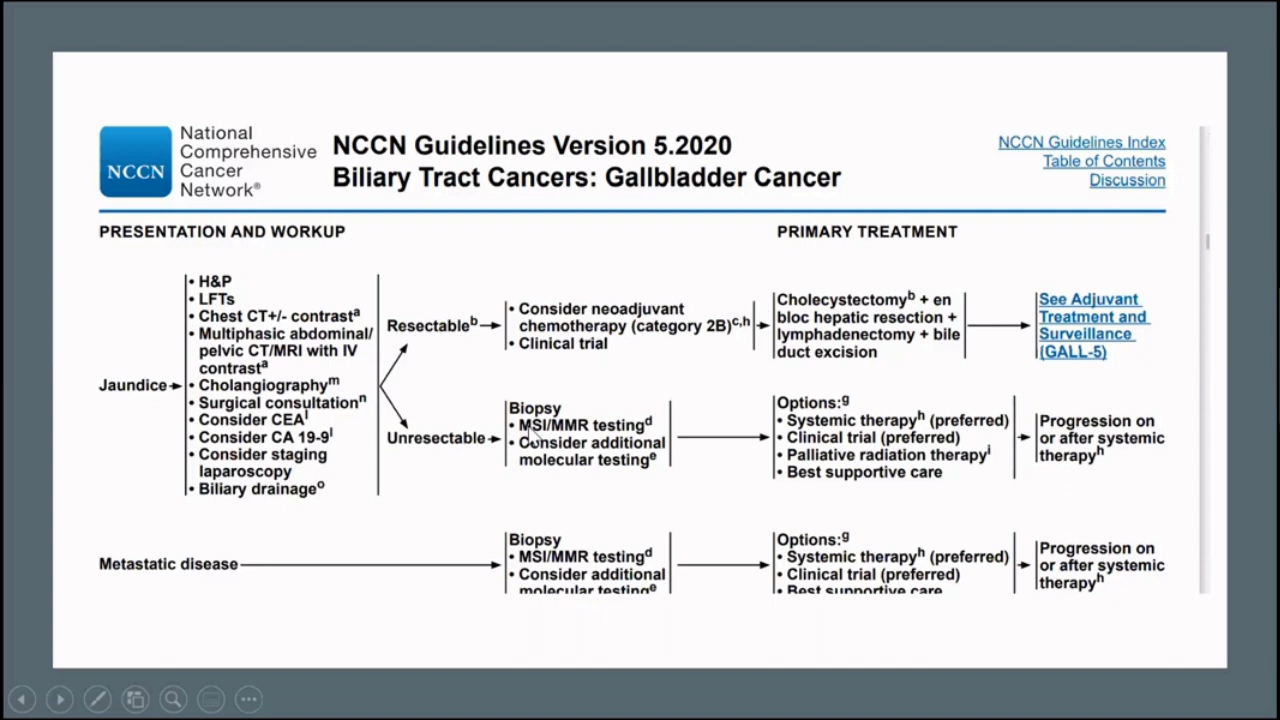 National
Comprehensive
Cancer
Network®
NCCN
NCCN Guidelines Version 5.2020
Biliary Tract Cancers: Gallbladder Cancer
NCCN Guidelines Index
Table of Contents
Discussion
PRESENTATION AND WORKUP
PRIMARY TREATMENT
Jaundice
• H&P
• LFTs
• Chest CT+/- contrastᵃ
• Multiphasic abdominal/
pelvic CT/MRI with IV
contrastᵃ
• Cholangiographyᵐ
• Surgical consultationⁿ
• Consider CEAˡ
• Consider CA 19-9ˡ
• Consider staging
laparoscopy
• Biliary drainageᵒ
Resectableᵇ
• Consider neoadjuvant
chemotherapy (category 2B)ᶜ,ʰ
• Clinical trial
Cholecystectomyᵇ + en
bloc hepatic resection +
lymphadenectomy + bile
duct excision
See Adjuvant
Treatment and
Surveillance
(GALL-5)
Unresectable
Biopsy
• MSI/MMR testingᵈ
• Consider additional
molecular testingᵉ
Options:ᵍ
• Systemic therapyʰ (preferred)
• Clinical trial (preferred)
• Palliative radiation therapyⁱ
• Best supportive care
Progression on
or after systemic
therapyʰ
Metastatic disease
Biopsy
• MSI/MMR testingᵈ
• Consider additional
molecular testingᵉ
Options:ᵍ
• Systemic therapyʰ (preferred)
• Clinical trial (preferred)
• Best supportive care
Progression on
or after systemic
therapyʰ